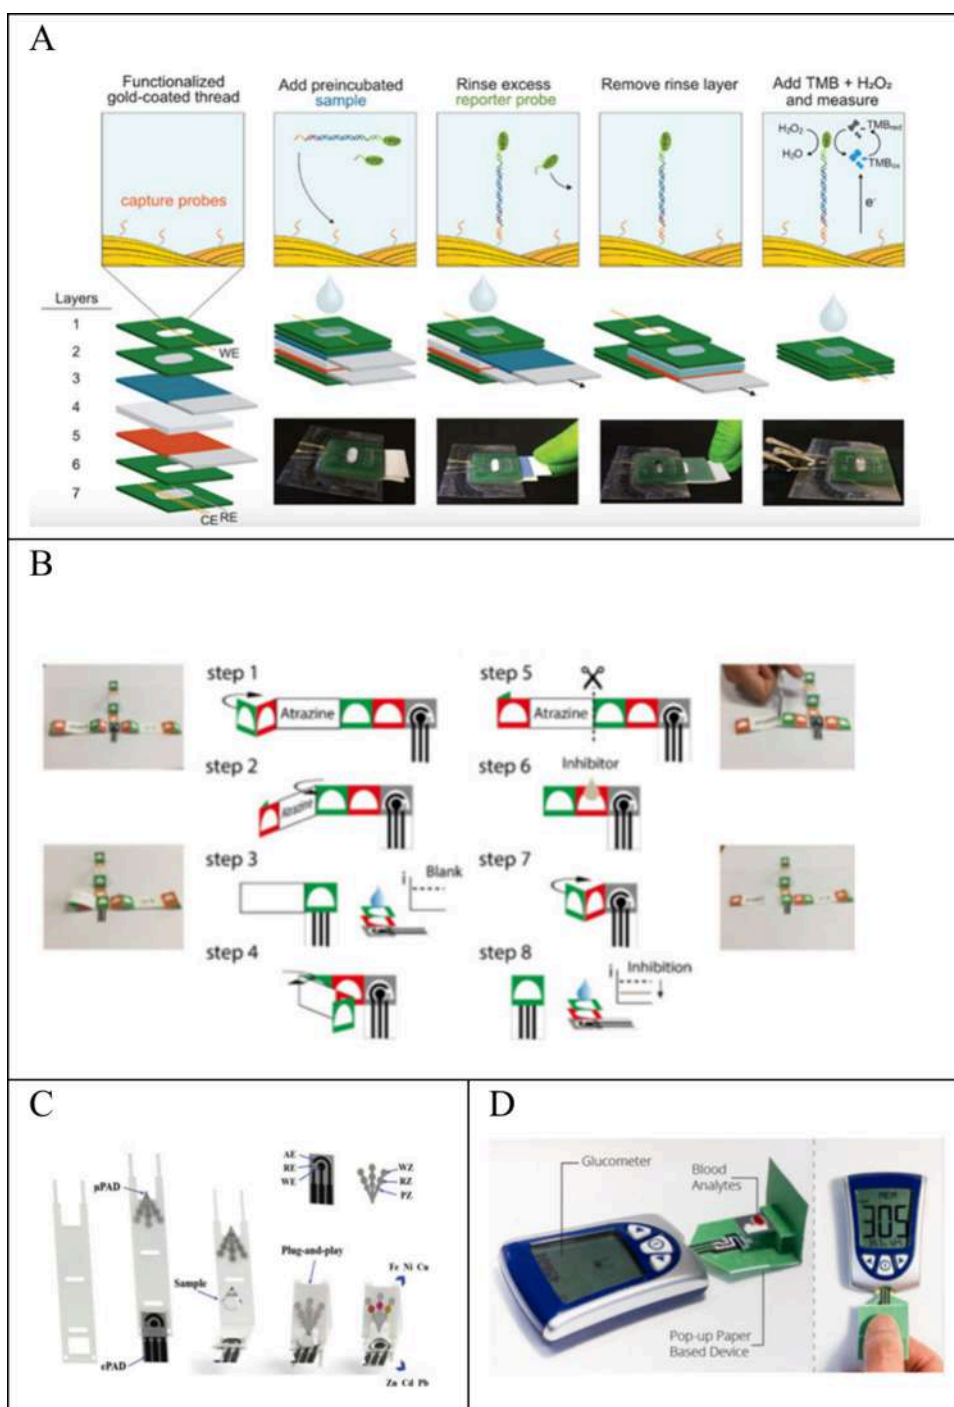 A
Functionalized
gold-coated thread
Add preincubated
sample
Rinse excess
reporter probe
Remove rinse layer
Add TMB + H₂O₂
and measure
capture probes
H₂O₂
H₂O
TMBred
TMBox
e⁻
Layers
1
2
3
4
5
6
7
WE
CE
RE
B
step 1
Atrazine
step 2
Atrazine
step 3
i
Blank
step 4
step 5
Atrazine
step 6
Inhibitor
step 7
step 8
i
Inhibition
C
μPAD
ePAD
Sample
AE
RE
WE
WZ
RZ
PZ
Plug-and-play
Fe Ni Cu
Zn Cd Pb
D
Glucometer
Blood
Analytes
Pop-up Paper
Based Device
MEM
305